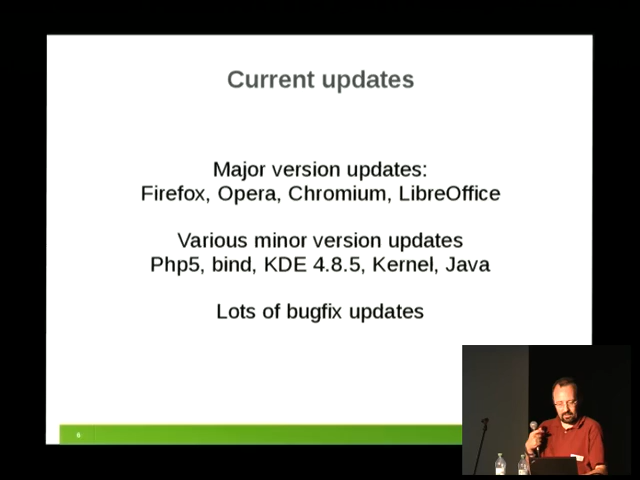 Current updates
Major version updates:
Firefox, Opera, Chromium, LibreOffice
Various minor version updates
Php5, bind, KDE 4.8.5, Kernel, Java
Lots of bugfix updates
6